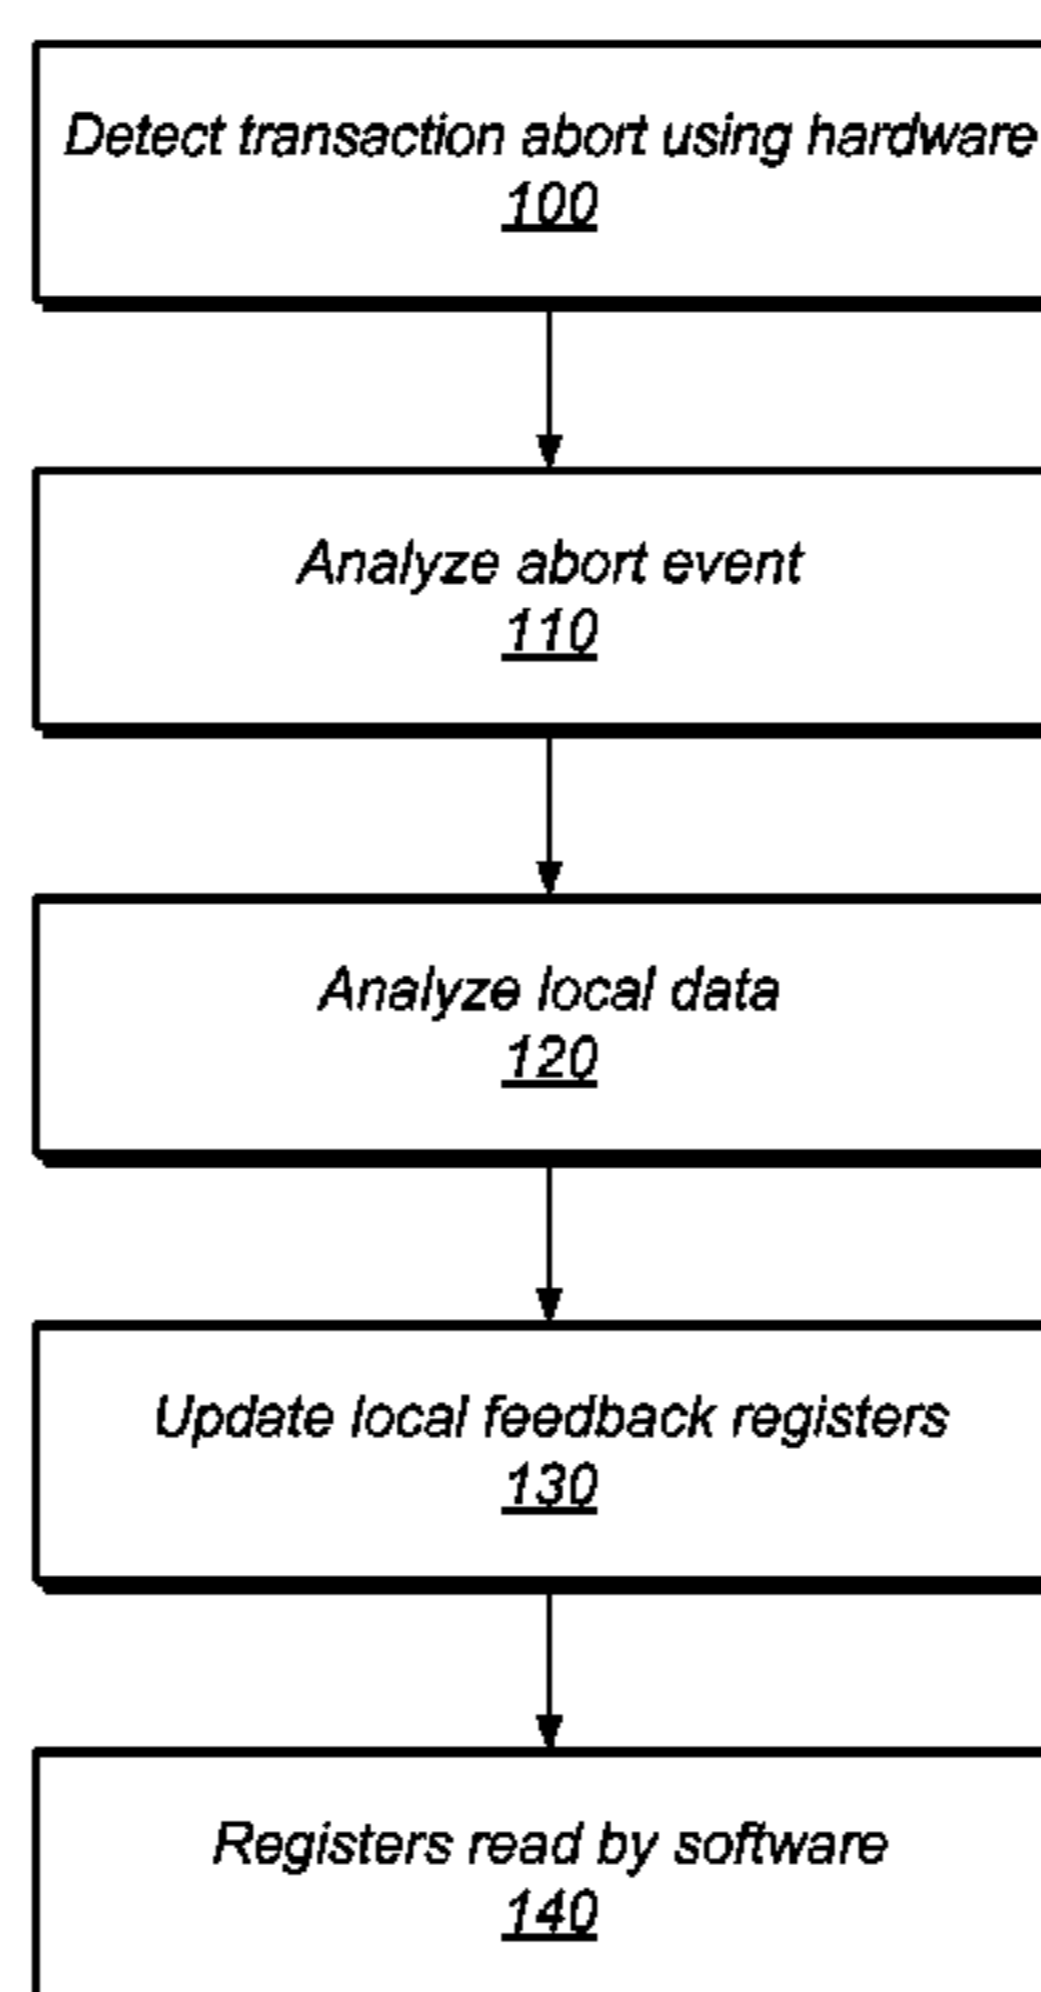 Detect transaction abort using hardware
100
Analyze abort event
110
Analyze local data
120
Update local feedback registers
130
Registers read by software
140